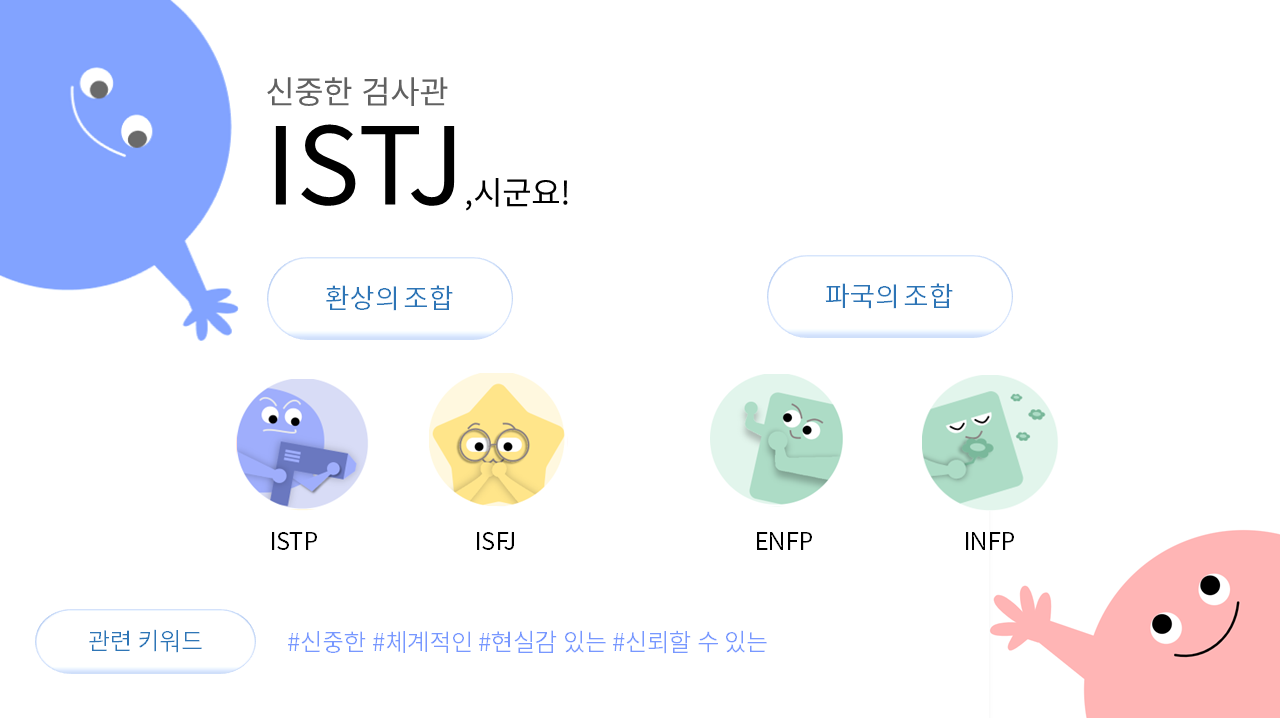 신중한 검사관
ISTJ ,시군요!
환상의 조합
파국의 조합
ISTP
ISFJ
ENFP
INFP
관련 키워드
#신중한 #체계적인 #현실감 있는 #신뢰할 수 있는